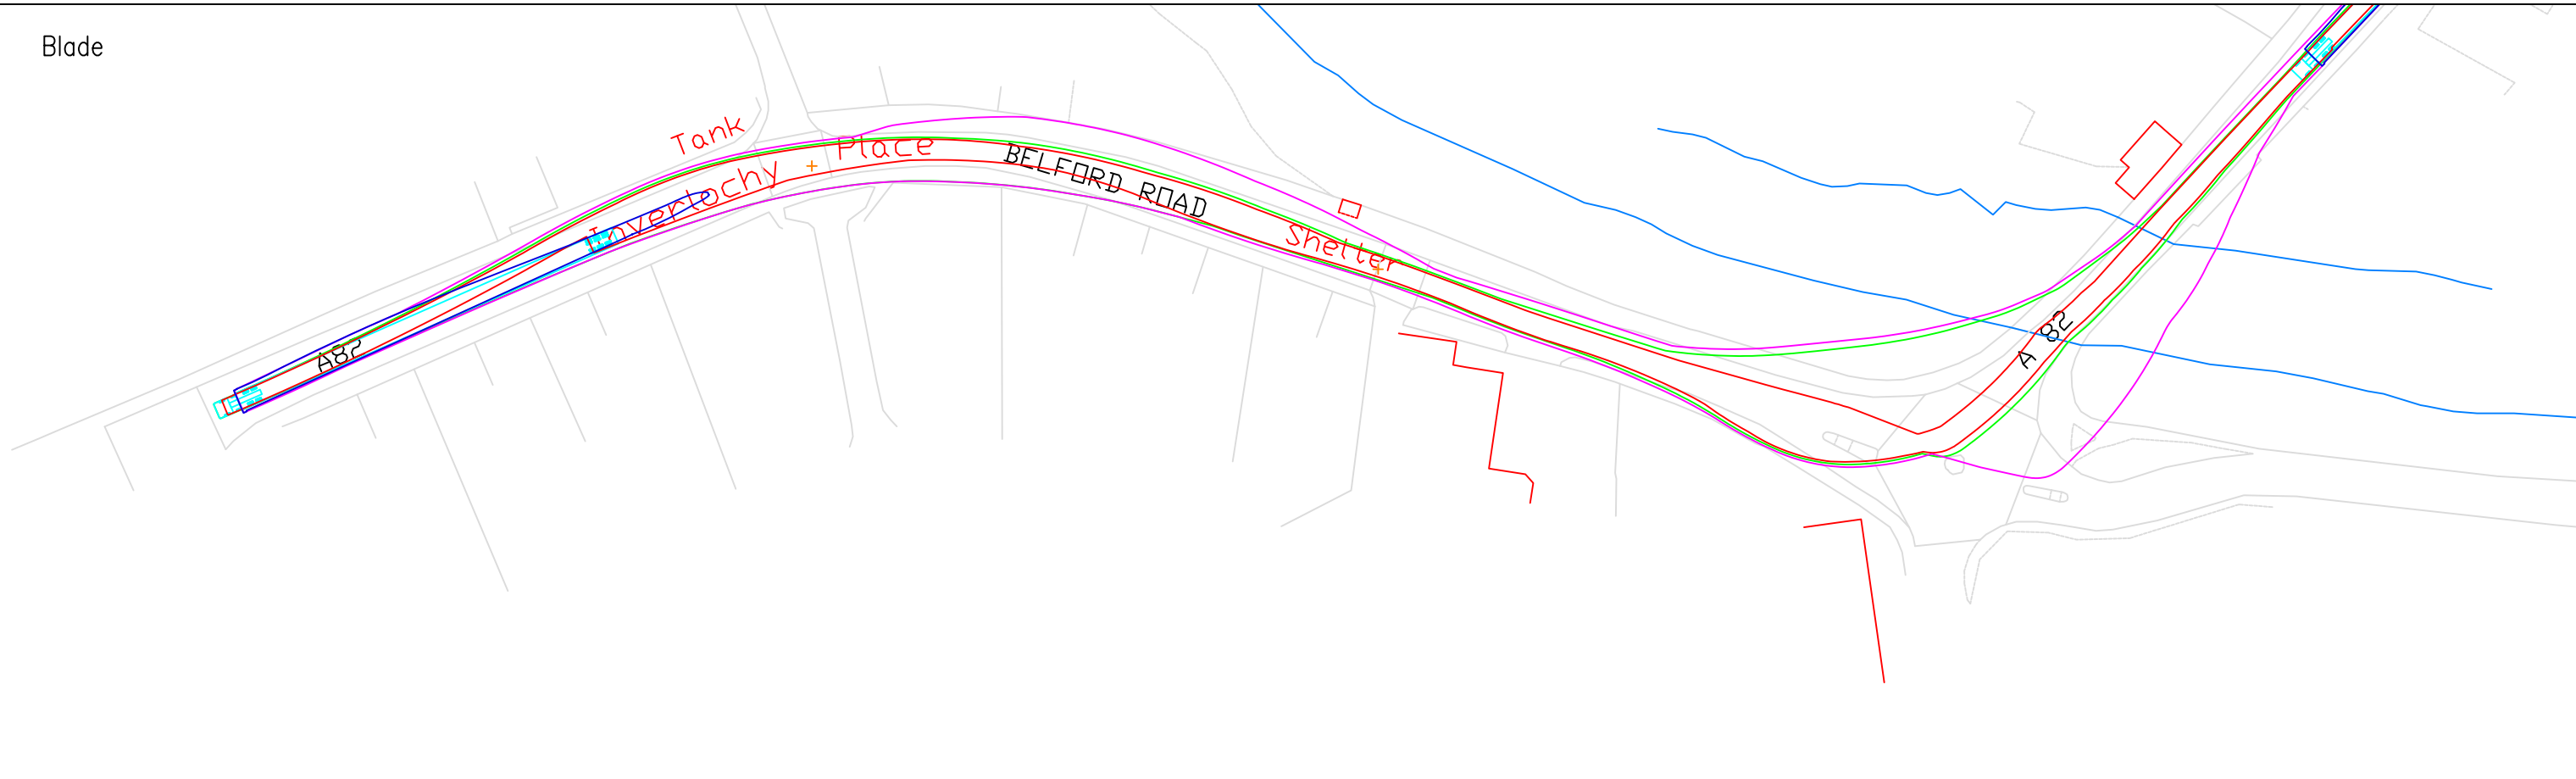 Blade
Tank
Place
Inverlochy
BELFORD ROAD
Shelter
A82
A 82